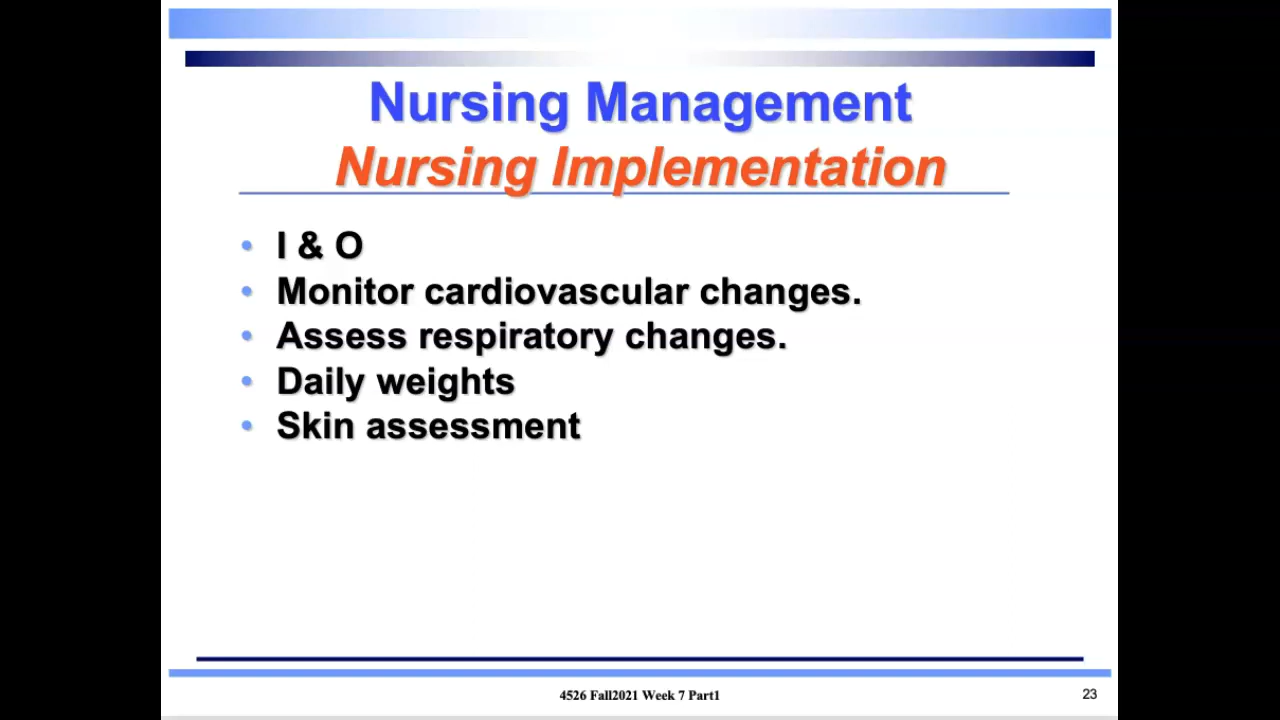 Nursing Management
Nursing Implementation
• I & O
• Monitor cardiovascular changes.
• Assess respiratory changes.
• Daily weights
• Skin assessment
4526 Fall2021 Week 7 Part1
23